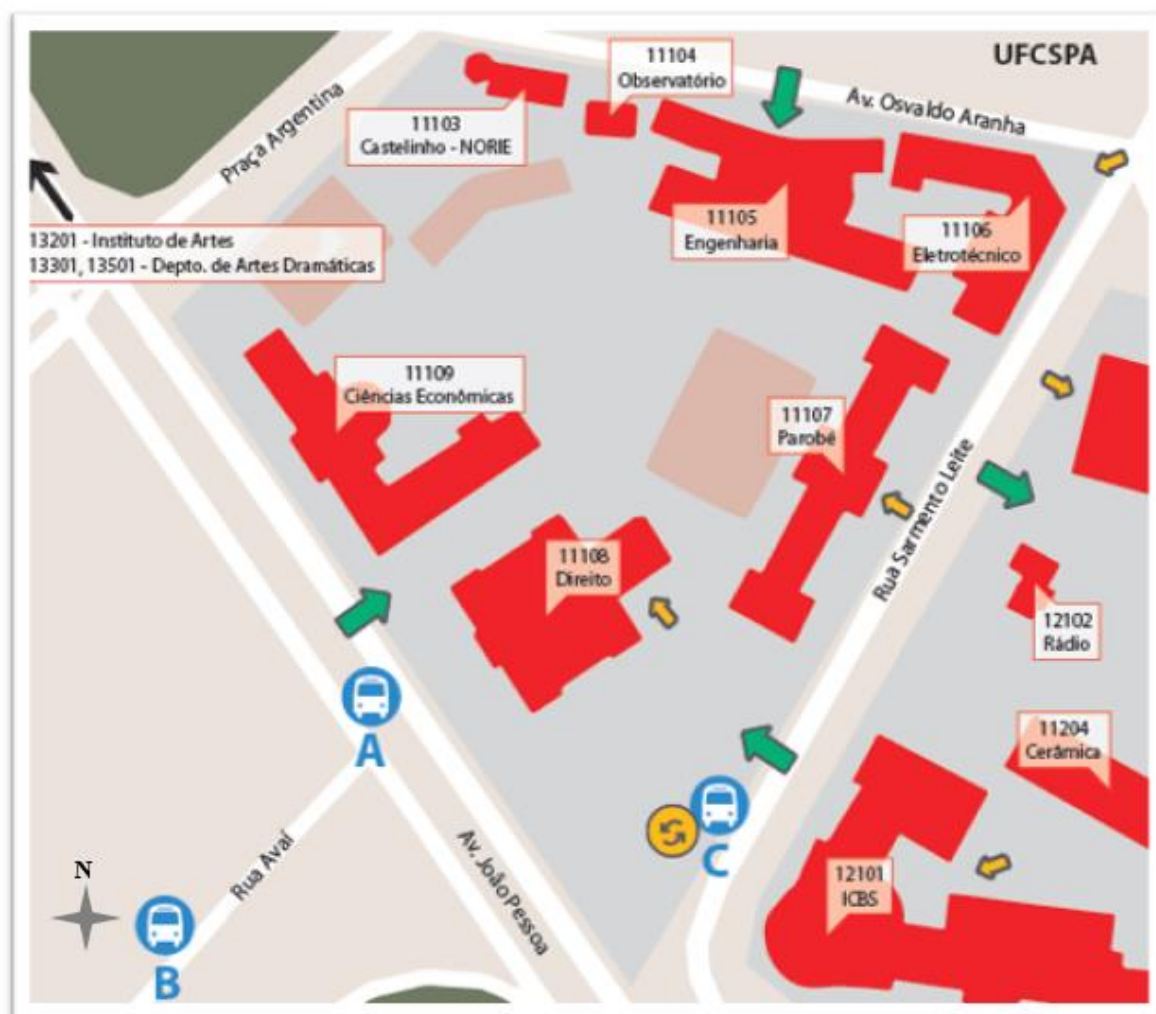 UFCSPA
11104
Observatório
Av. Osvaldo Aranha
11103
Castelinho - NORIE
Praça Argentina
13201 - Instituto de Artes
13301, 13501 - Depto. de Artes Dramáticas
11105
Engenharia
11106
Eletrotécnico
11109
Ciências Econômicas
11107
Parobé
Rua Sarmento Leite
11108
Direito
12102
Rádio
11204
Cerâmica
A
C
Av. João Pessoa
Rua Avaí
N
B
12101
ICBS